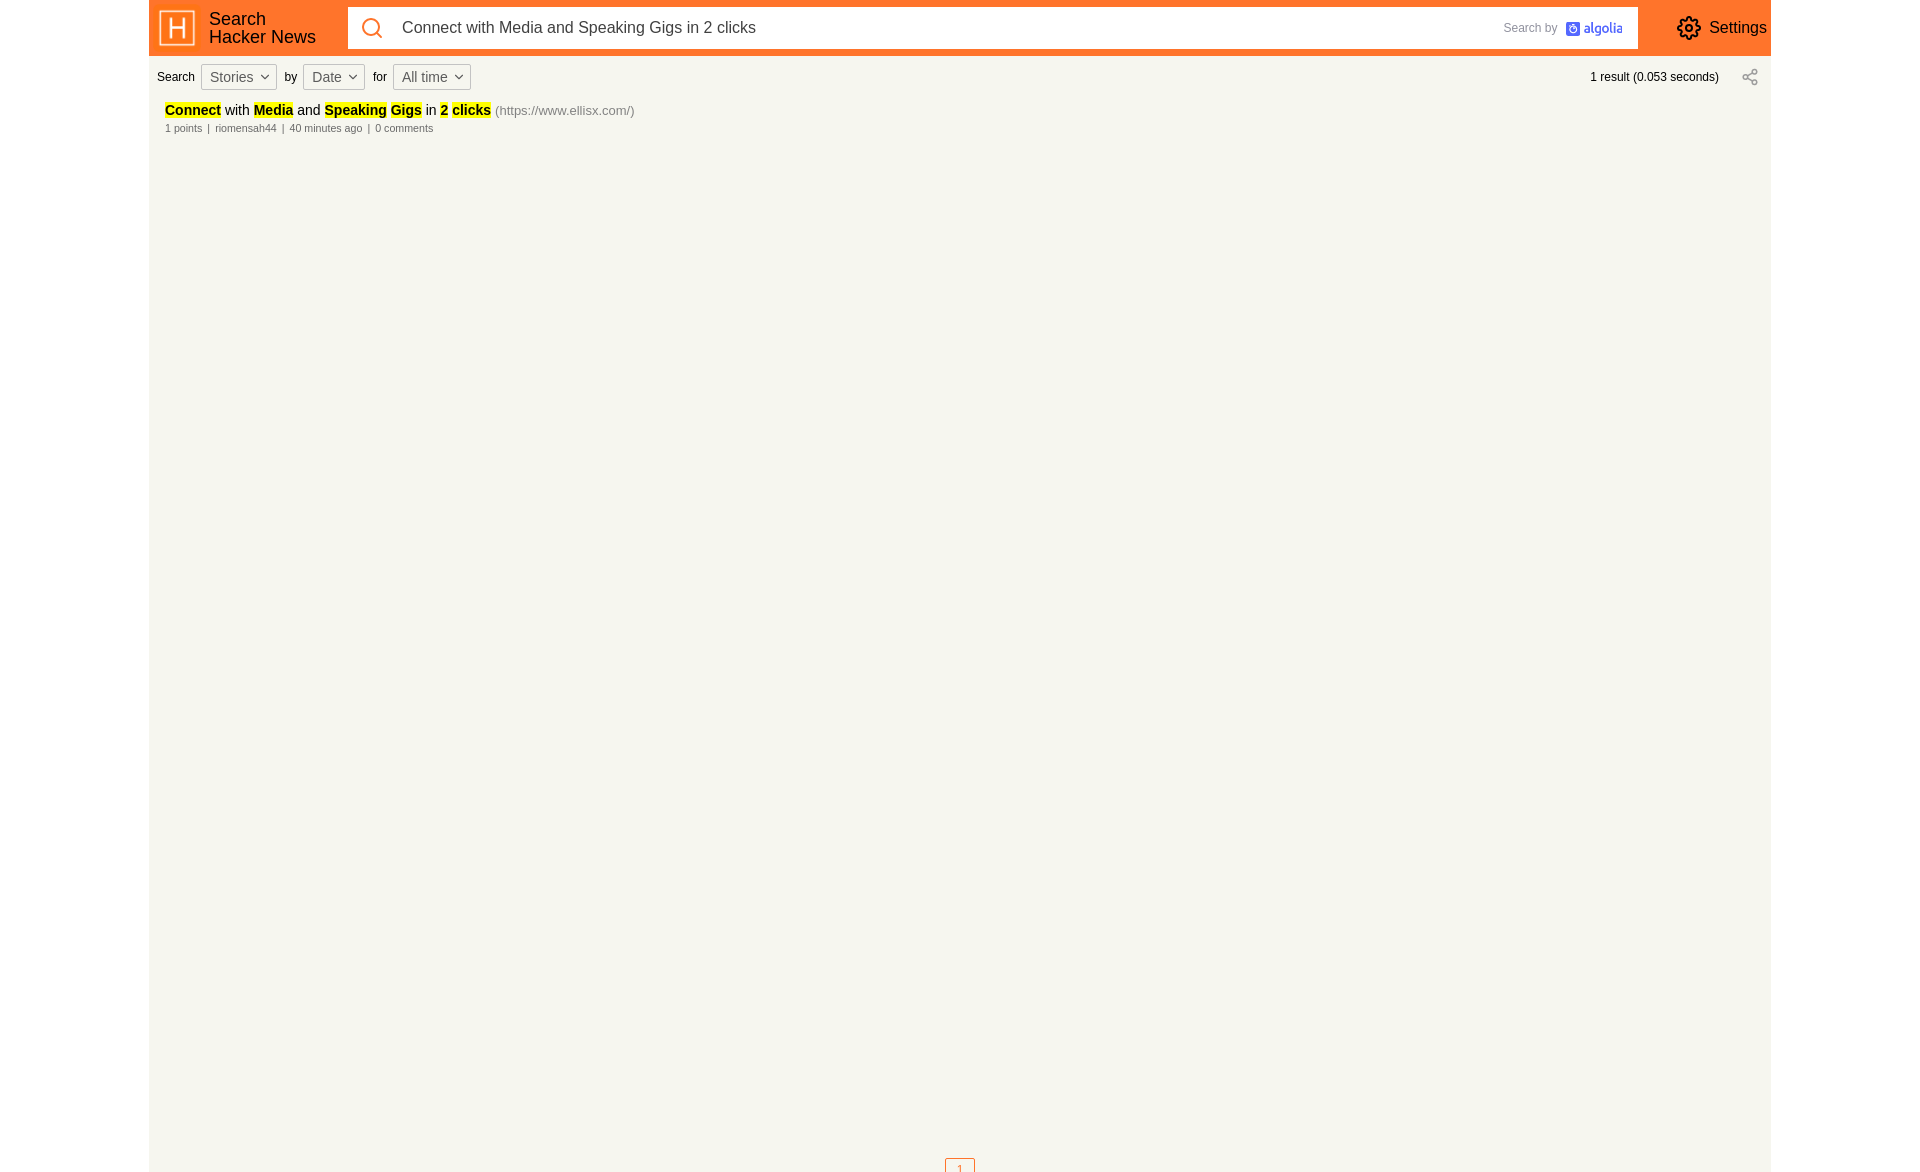 H
Search
Hacker News
Connect with Media and Speaking Gigs in 2 clicks
Search by algolia
Settings
Search Stories by Date for All time
1 result (0.053 seconds)
Connect with Media and Speaking Gigs in 2 clicks (https://www.ellisx.com/)
1 points | riomensah44 | 40 minutes ago | 0 comments
1